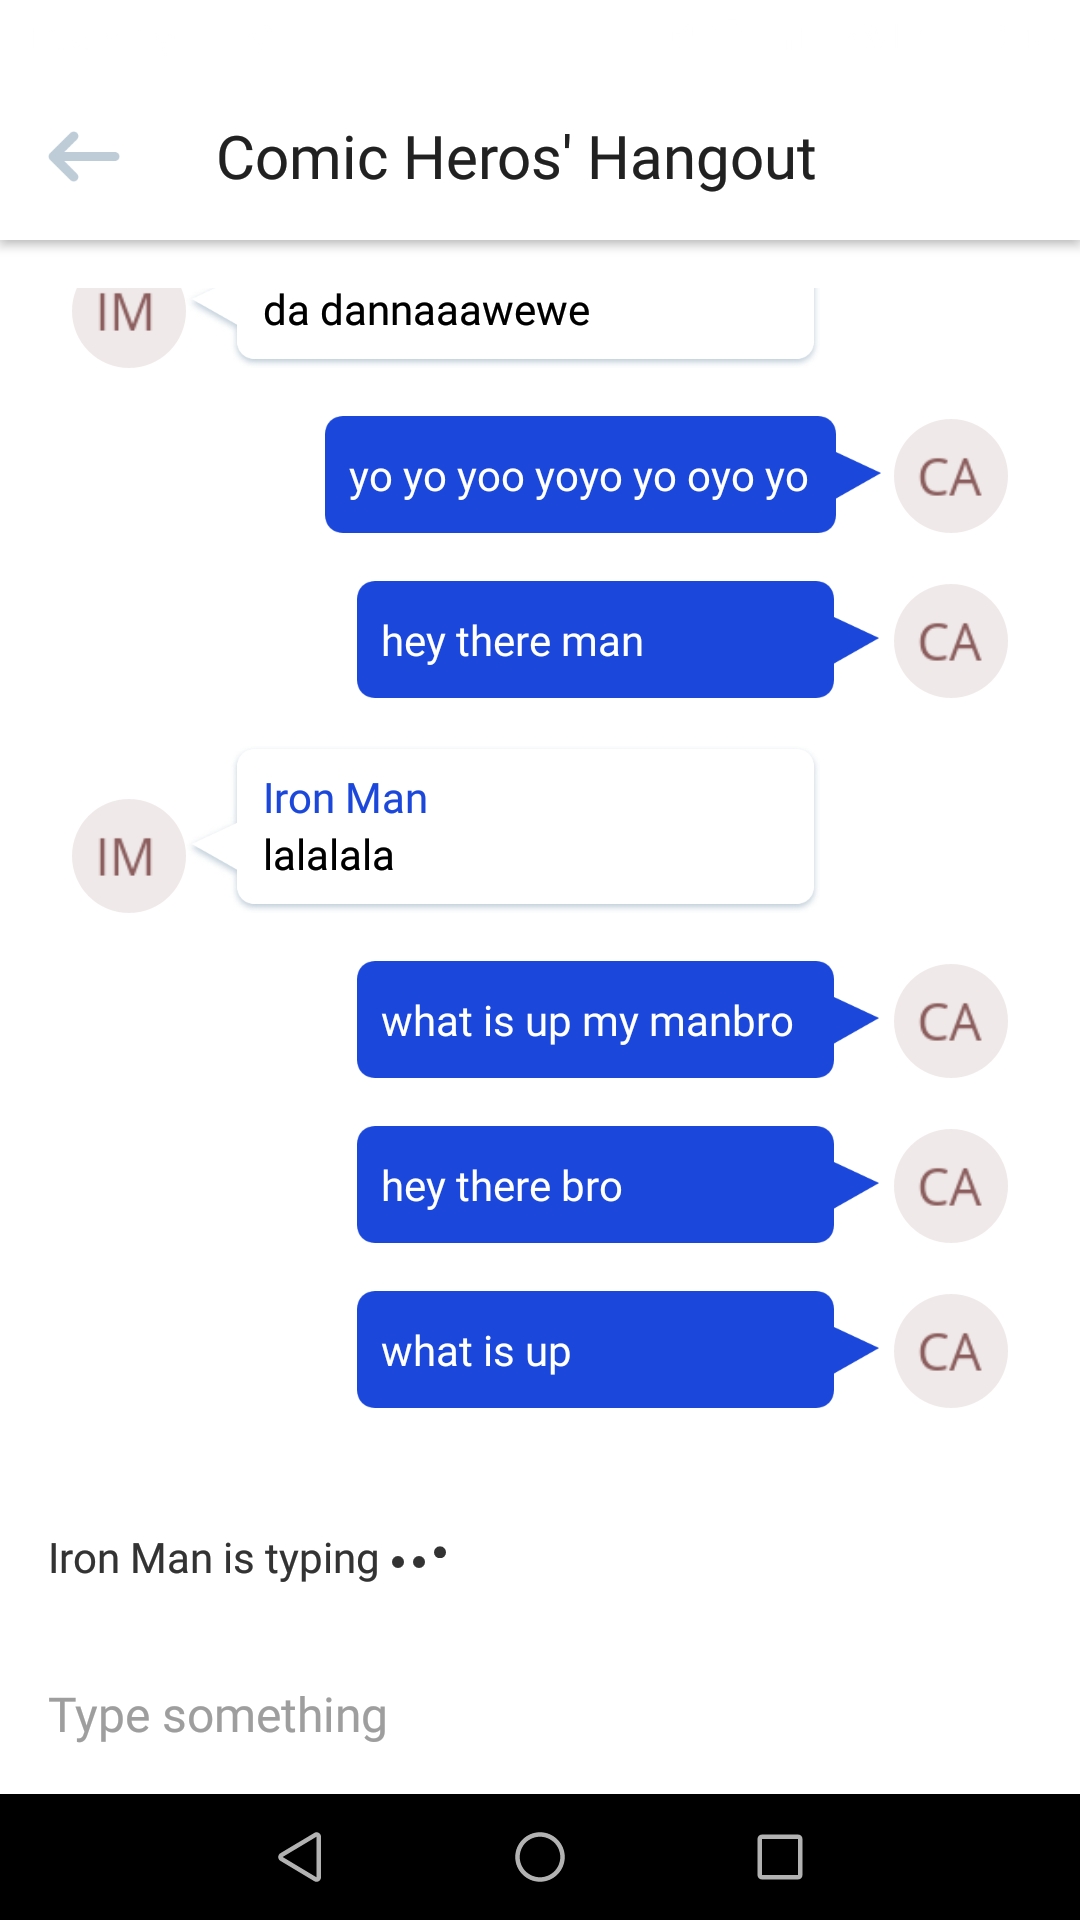 Comic Heros' Hangout
IM
da dannaaawewe
yo yo yoo yoyo yo oyo yo
CA
hey there man
CA
Iron Man
IM
lalalala
what is up my manbro
CA
hey there bro
CA
what is up
CA
Iron Man is typing
Type something